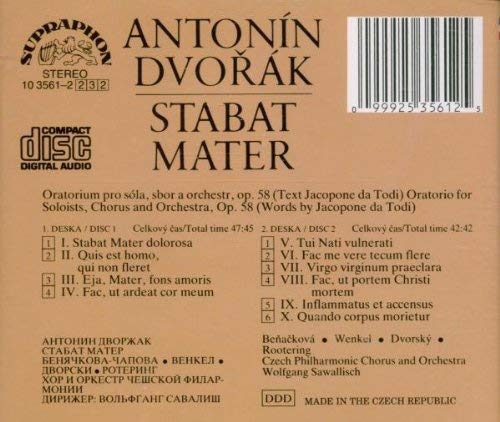 SUPRAPHON
STEREO
10 3561-2 232
ANTONÍN
DVOŘÁK
STABAT
MATER
0 99925 35612 5
COMPACT
disc
DIGITAL AUDIO
Oratorium pro sóla, sbor a orchestr, op. 58 (Text Jacopone da Todi) Oratorio for
Soloists, Chorus and Orchestra, Op. 58 (Words by Jacopone da Todi)
1. DESKA / DISC 1 Celkový čas/Total time 47:45
1 I. Stabat Mater dolorosa
2 II. Quis est homo,
qui non fleret
3 III. Eja, Mater, fons amoris
4 IV. Fac, ut ardeat cor meum
2. DESKA / DISC 2 Celkový čas/Total time 42:42
1 V. Tui Nati vulnerati
2 VI. Fac me vere tecum flere
3 VII. Virgo virginum praeclara
4 VIII. Fac, ut portem Christi
mortem
5 IX. Inflammatus et accensus
6 X. Quando corpus morietur
АНТОНИН ДВОРЖАК
СТАБАТ МАТЕР
БЕНЯЧКОВА-ЧАПОВА • ВЕНКЕЛ •
ДВОРСКИ • РОТЕРИНГ
ХОР И ОРКЕСТР ЧЕШСКОЙ ФИЛАР-
МОНИИ
ДИРИЖЕР: ВОЛЬФГАНГ САВАЛИШ
Beňačková • Wenkel • Dvorský •
Rootering
Czech Philharmonic Chorus and Orchestra
Wolfgang Sawallisch
DDD MADE IN THE CZECH REPUBLIC